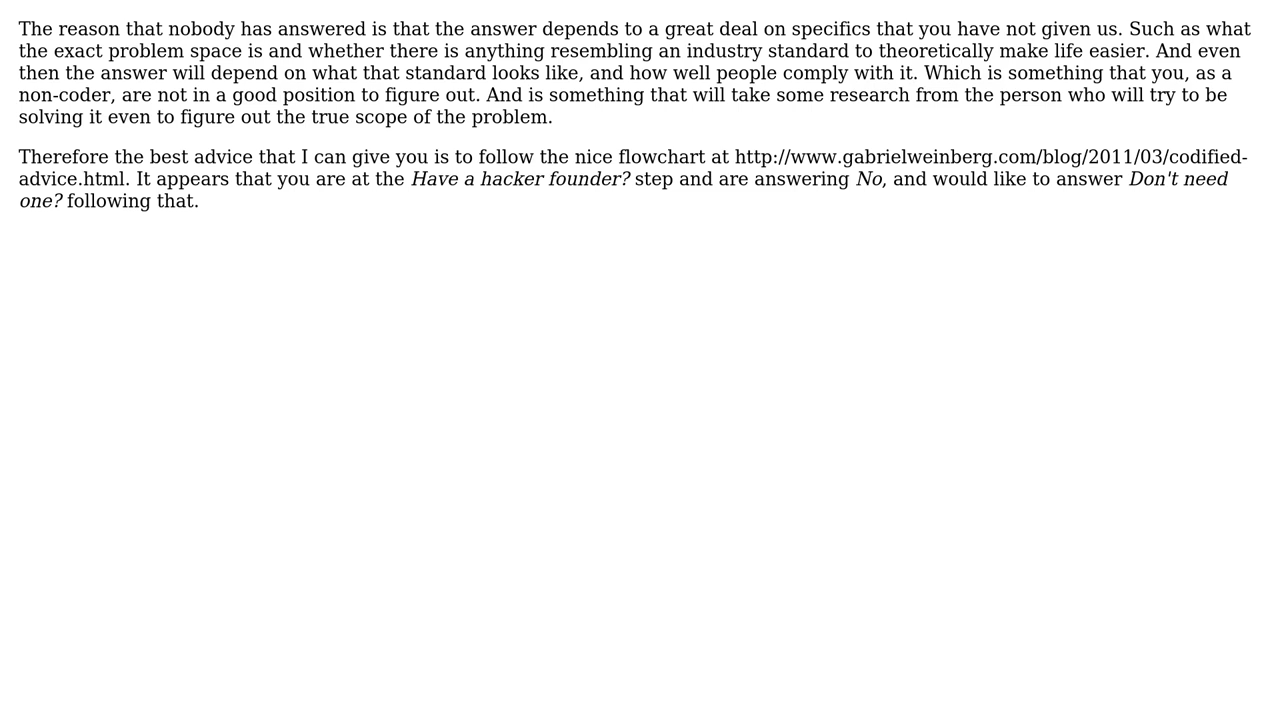 The reason that nobody has answered is that the answer depends to a great deal on specifics that you have not given us. Such as what
the exact problem space is and whether there is anything resembling an industry standard to theoretically make life easier. And even
then the answer will depend on what that standard looks like, and how well people comply with it. Which is something that you, as a
non-coder, are not in a good position to figure out. And is something that will take some research from the person who will try to be
solving it even to figure out the true scope of the problem.
Therefore the best advice that I can give you is to follow the nice flowchart at http://www.gabrielweinberg.com/blog/2011/03/codified-
advice.html. It appears that you are at the Have a hacker founder? step and are answering No, and would like to answer Don't need
one? following that.